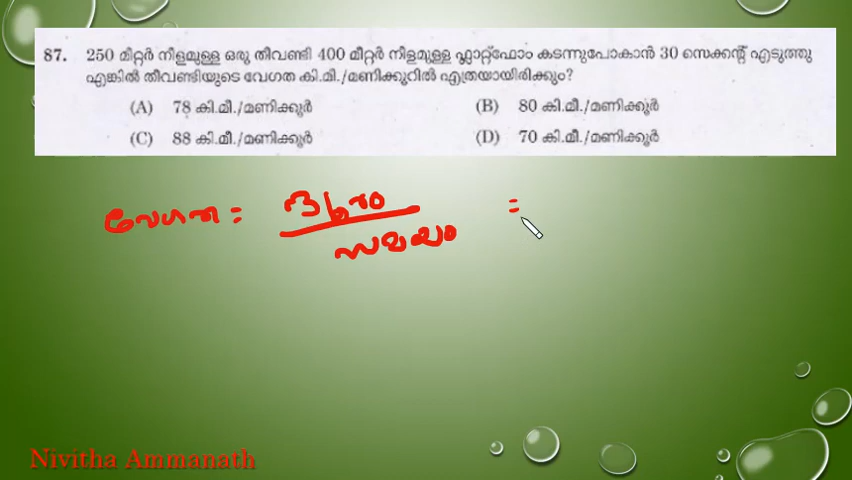 87. 250 മീറ്റർ നീളമുള്ള ഒരു തീവണ്ടി 400 മീറ്റർ നീളമുള്ള പ്ലാറ്റ്ഫോം കടന്നുപോകാൻ 30 സെക്കന്റ് എടുത്തു
എങ്കിൽ തീവണ്ടിയുടെ വേഗത കി.മി./മണിക്കൂറിൽ എത്രയായിരിക്കും?
(A) 78 കി.മീ./മണിക്കൂർ (B) 80 കി.മീ./മണിക്കൂർ
(C) 88 കി.മീ./മണിക്കൂർ (D) 70 കി.മീ./മണിക്കൂർ
വേഗത = ദൂരം =
സമയം
Nivitha Ammanath